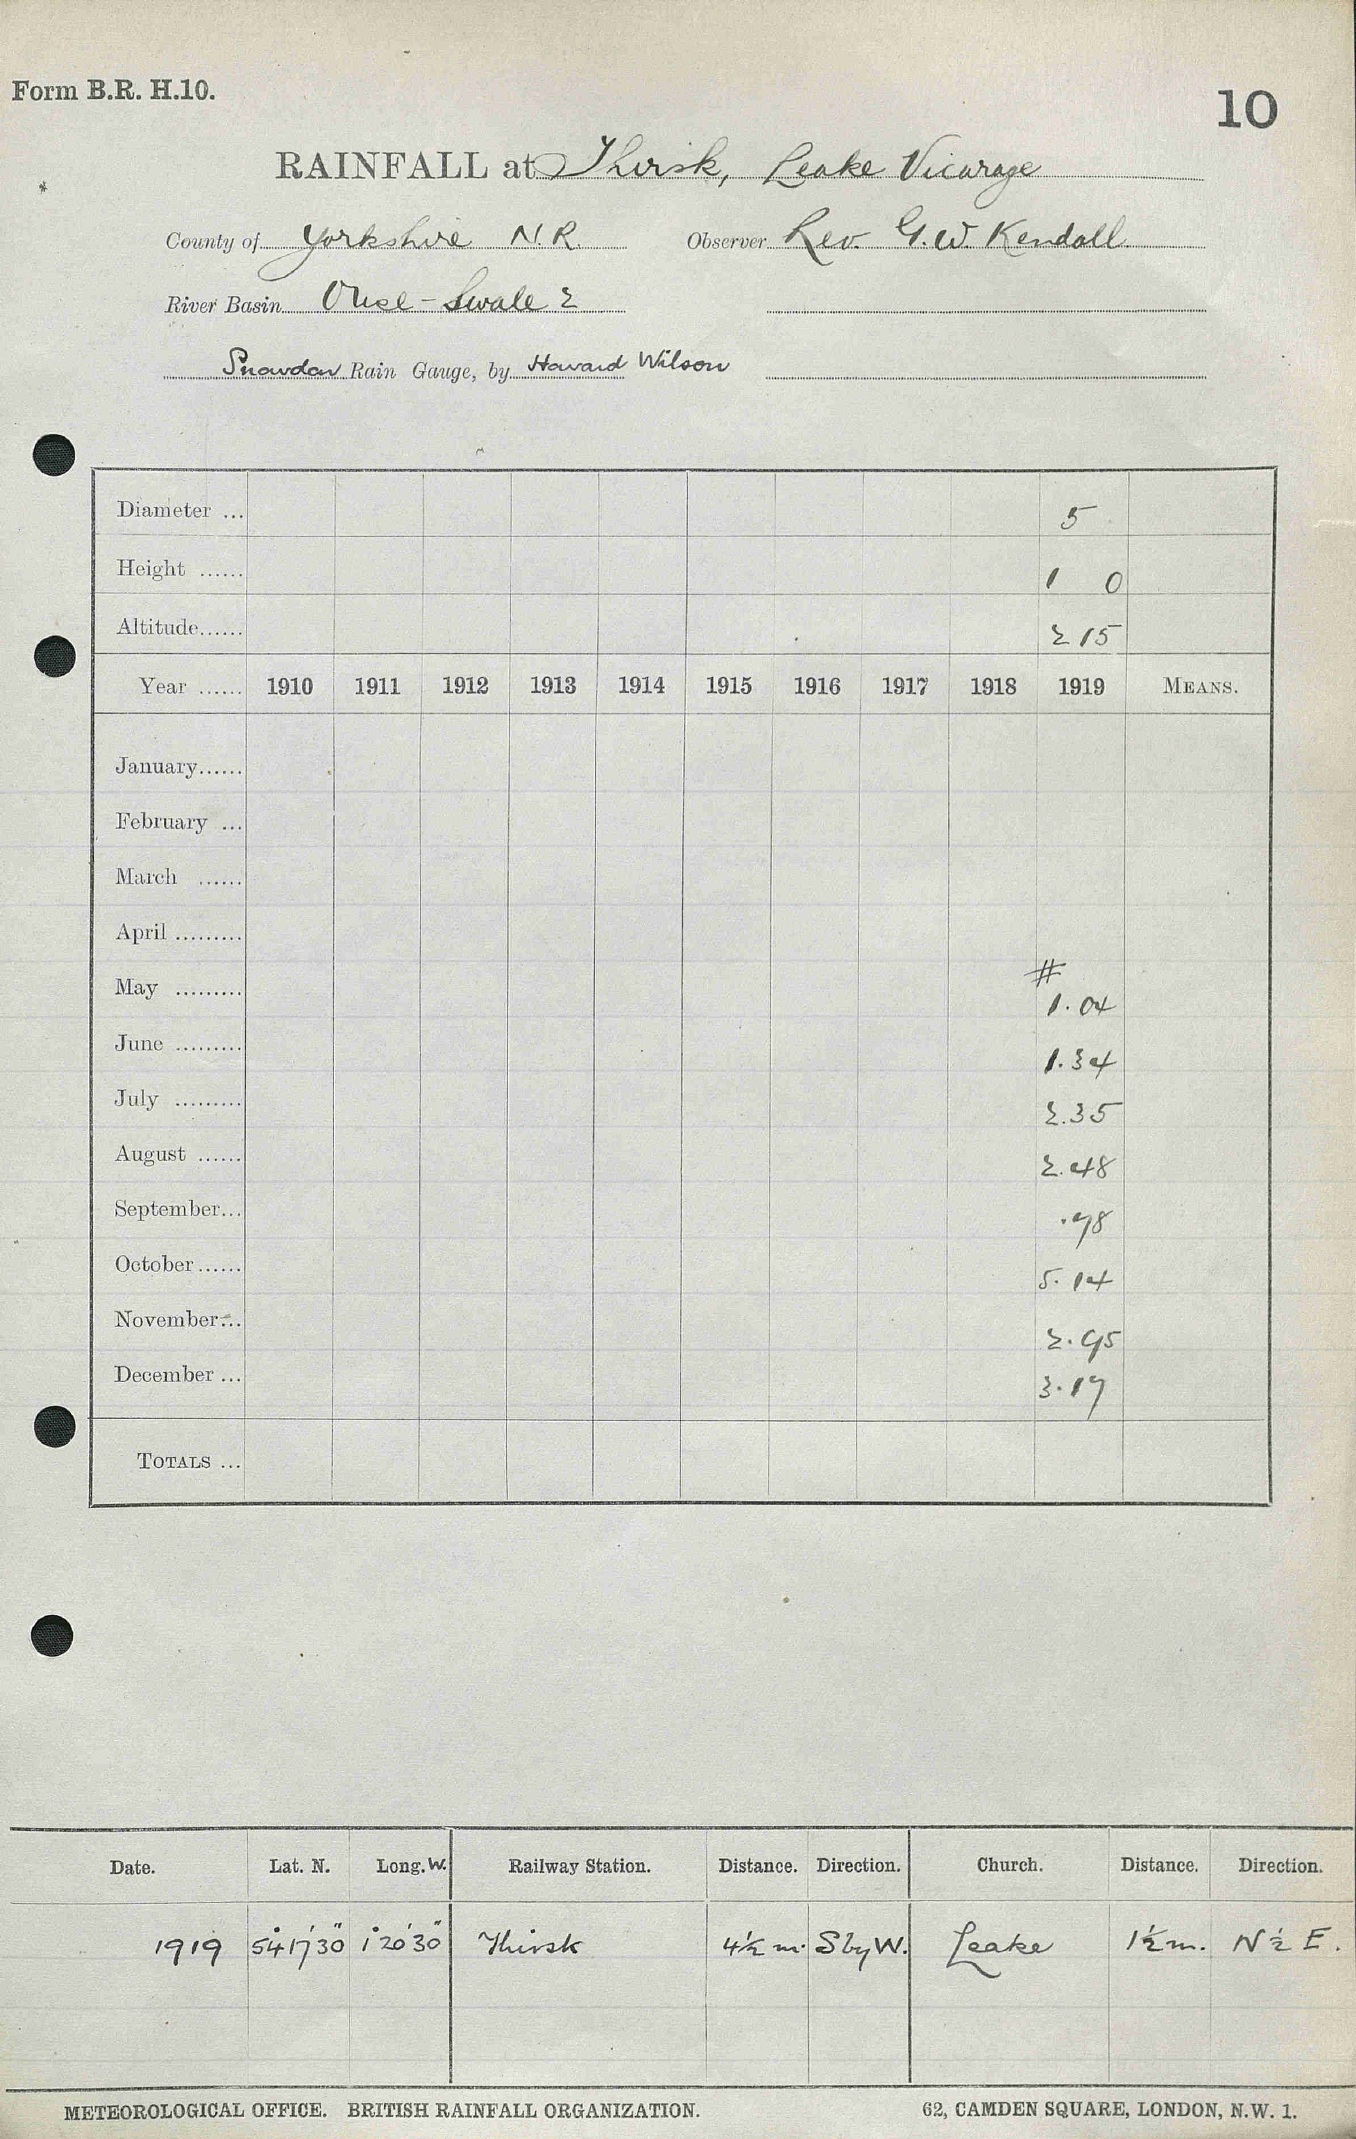 Form B.R. H.10.
10
RAINFALL at Thirsk, Leake Vicarage
County of Yorkshire N.R. Observer Rev. G.W. Kendall
River Basin Ouse - Swale 2
Snowdon Rain Gauge, by Havard Wilson
Diameter ... 5
Height ...... 1 0
Altitude...... 215
Year ...... 1910 1911 1912 1913 1914 1915 1916 1917 1918 1919 MEANS.
January......
February ...
March ......
April .........
#
May ......... 1.04
June ......... 1.34
July ......... 2.35
August ...... 2.48
September... .78
October...... 5.14
November... 2.95
December ... 3.17
TOTALS ...
Date. Lat. N. Long. W. Railway Station. Distance. Direction. Church. Distance. Direction.
1919 54° 17' 30" 1° 20' 30" Thirsk 4½ m. S by W. Leake 1½ m. N ½ E.
METEOROLOGICAL OFFICE. BRITISH RAINFALL ORGANIZATION. 62, CAMDEN SQUARE, LONDON, N.W. 1.